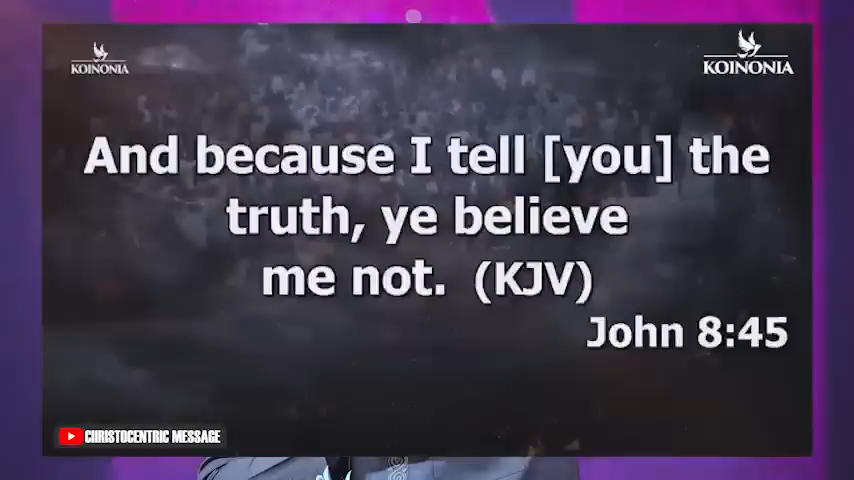 KOINONIA
KOINONIA
And because I tell [you] the
truth, ye believe
me not. (KJV)
John 8:45
CHRISTOCENTRIC MESSAGE